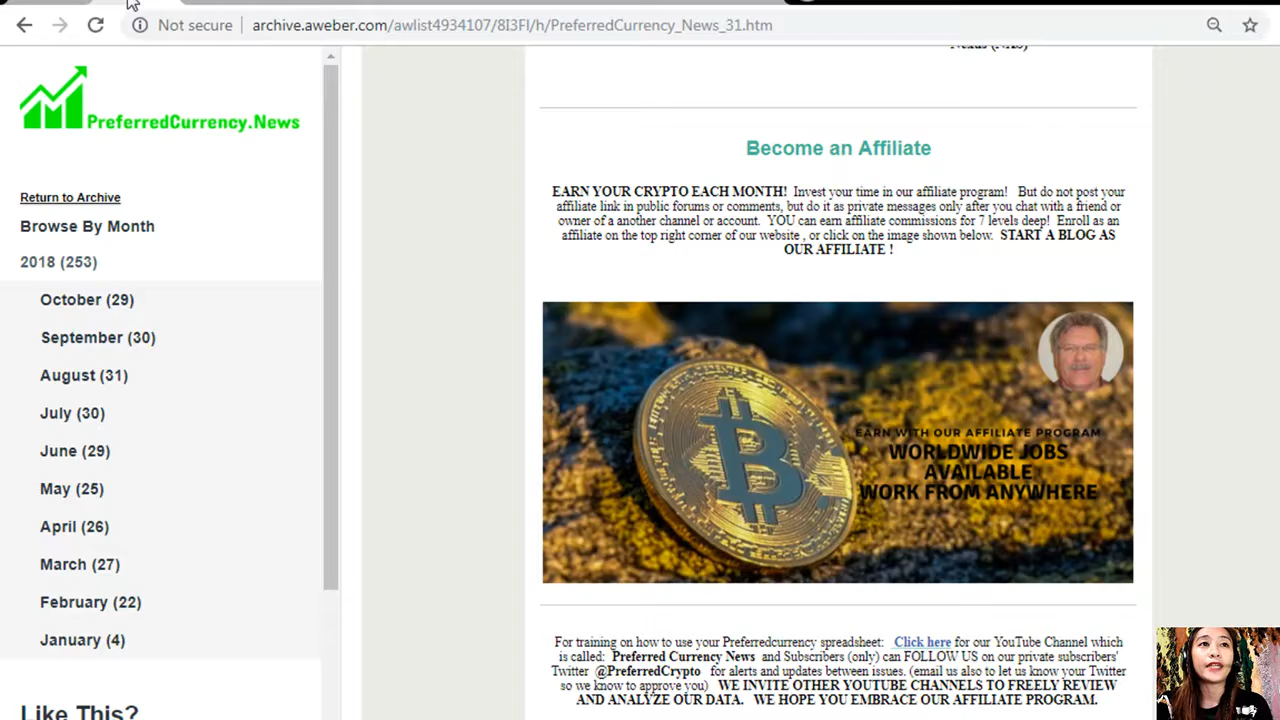 Not secure
archive.aweber.com/awlist4934107/8I3Fl/h/PreferredCurrency_News_31.htm
PreferredCurrency.News
Return to Archive
Browse By Month
2018 (253)
October (29)
September (30)
August (31)
July (30)
June (29)
May (25)
April (26)
March (27)
February (22)
January (4)
Like This?
Become an Affiliate
EARN YOUR CRYPTO EACH MONTH! Invest your time in our affiliate program! But do not post your
affiliate link in public forums or comments, but do it as private messages only after you chat with a friend or
owner of a another channel or account. YOU can earn affiliate commissions for 7 levels deep! Enroll as an
affiliate on the top right corner of our website , or click on the image shown below. START A BLOG AS
OUR AFFILIATE !
EARN WITH OUR AFFILIATE PROGRAM
WORLDWIDE JOBS
AVAILABLE
WORK FROM ANYWHERE
For training on how to use your Preferredcurrency spreadsheet: Click here for our YouTube Channel which
is called: Preferred Currency News and Subscribers (only) can FOLLOW US on our private subscribers'
Twitter @PreferredCrypto for alerts and updates between issues. (email us also to let us know your Twitter
so we know to approve you) WE INVITE OTHER YOUTUBE CHANNELS TO FREELY REVIEW
AND ANALYZE OUR DATA. WE HOPE YOU EMBRACE OUR AFFILIATE PROGRAM.